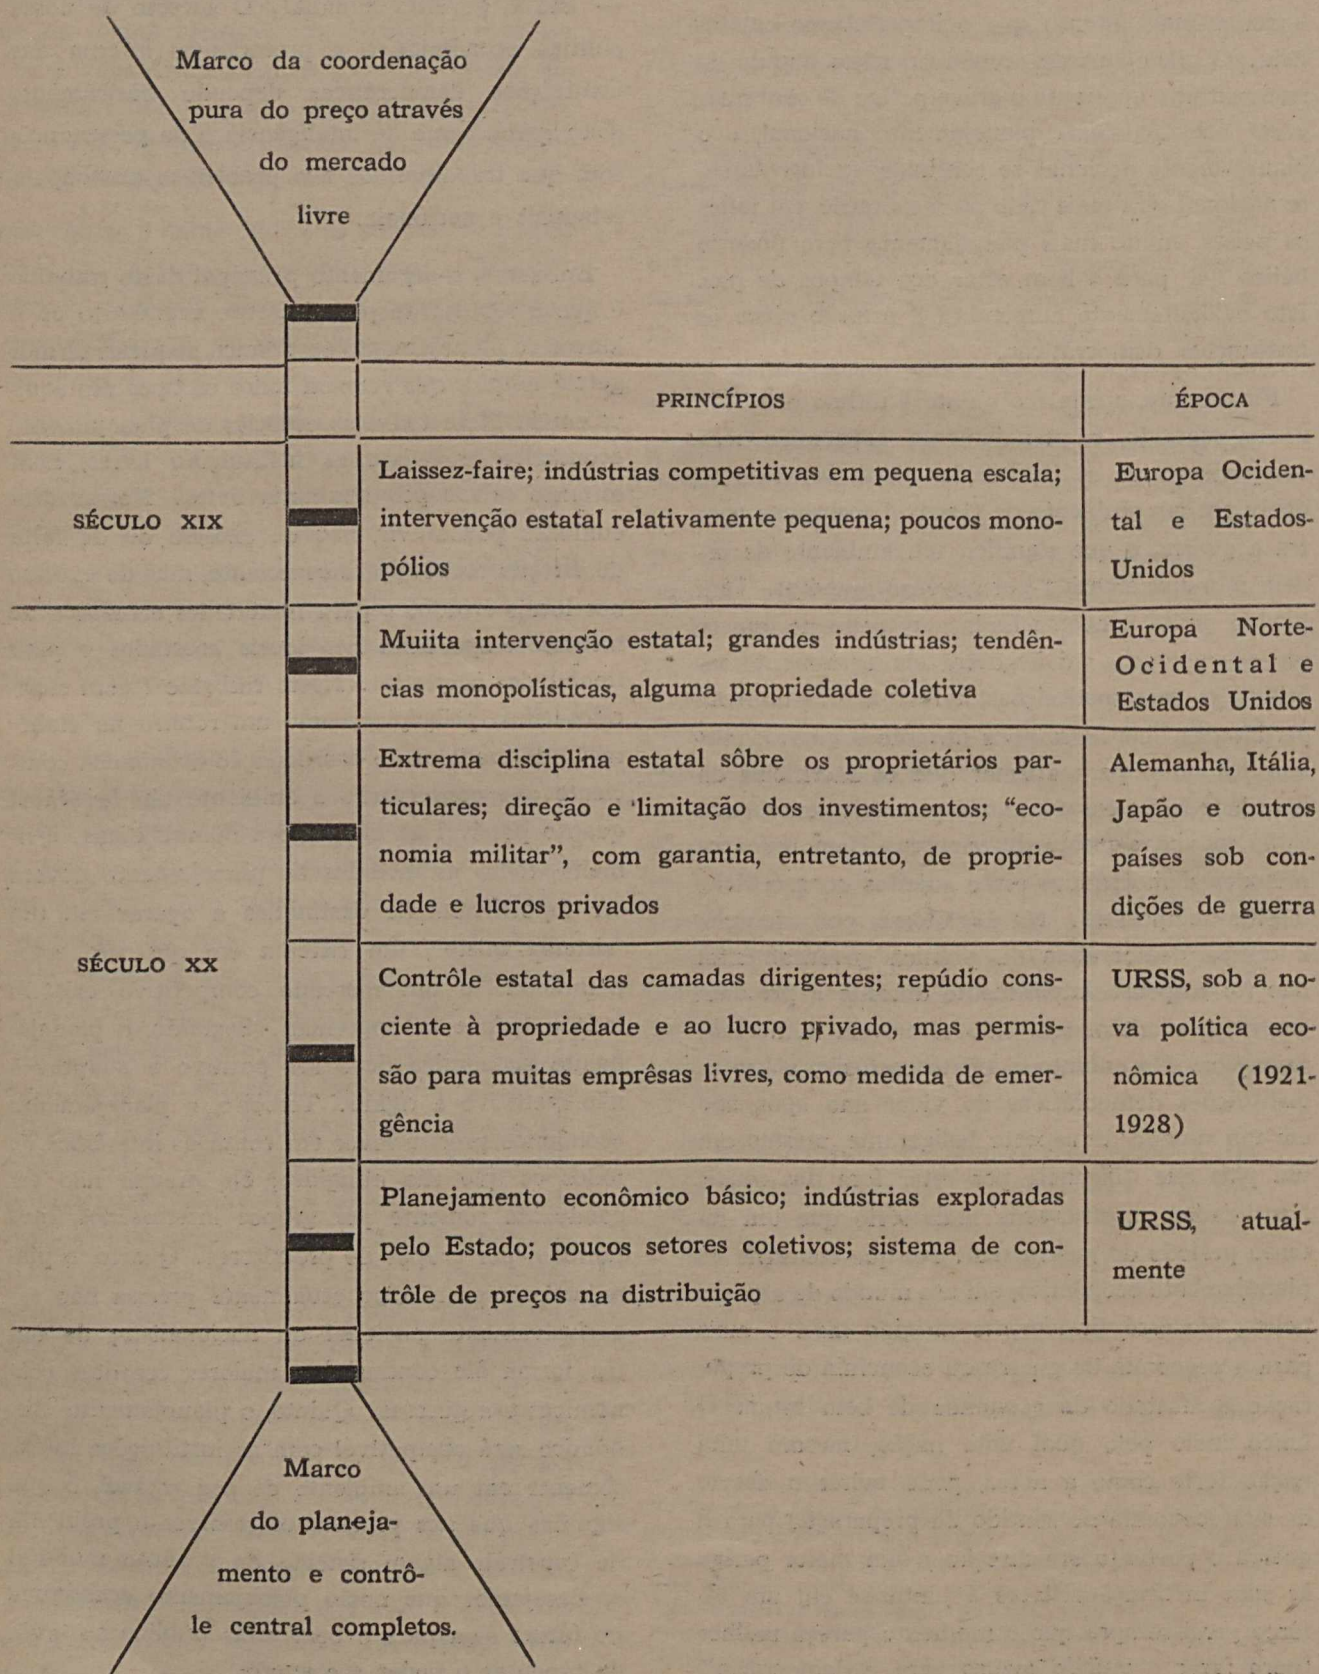 Marco da coordenação
pura do preço através
do mercado
livre
PRINCÍPIOS
ÉPOCA
SÉCULO XIX
Laissez-faire; indústrias competitivas em pequena escala;
intervenção estatal relativamente pequena; poucos mono-
pólios
Europa Ociden-
tal e Estados-
Unidos
SÉCULO XX
Muiita intervenção estatal; grandes indústrias; tendên-
cias monopolísticas, alguma propriedade coletiva
Europa Norte-
Ocidental e
Estados Unidos
Extrema disciplina estatal sôbre os proprietários par-
ticulares; direção e limitação dos investimentos; “eco-
nomia militar”, com garantia, entretanto, de proprie-
dade e lucros privados
Alemanha, Itália,
Japão e outros
países sob con-
dições de guerra
Contrôle estatal das camadas dirigentes; repúdio cons-
ciente à propriedade e ao lucro privado, mas permis-
são para muitas emprêsas livres, como medida de emer-
gência
URSS, sob a no-
va política eco-
nômica (1921-
1928)
Planejamento econômico básico; indústrias exploradas
pelo Estado; poucos setores coletivos; sistema de con-
trôle de preços na distribuição
URSS, atual-
mente
Marco
do planeja-
mento e contrô-
le central completos.